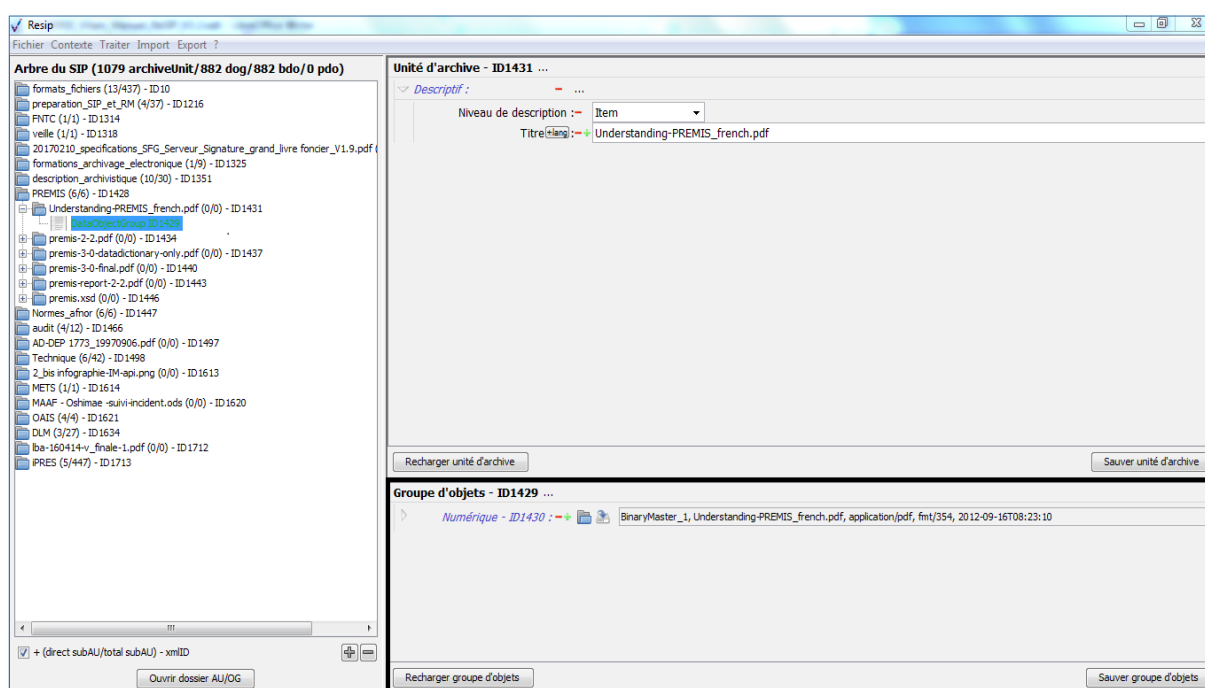 Resip
Fichier Contexte Traiter Import Export ?
Arbre du SIP (1079 archiveUnit/882 dog/882 bdo/0 pdo)
formats_fichiers (13/437) - ID10
preparation_SIP_et_RM (4/37) - ID1216
FNTC (1/1) - ID1314
veille (1/1) - ID1318
20170210_specifications_SFG_Serveur_Signature_grand_livre foncier_V1.9.pdf (
formations_archivage_electronique (1/9) - ID1325
description_archivistique (10/30) - ID1351
PREMIS (6/6) - ID1428
Understanding-PREMIS_french.pdf (0/0) - ID1431
DataObjectGroup ID1429
premis-2-2.pdf (0/0) - ID1434
premis-3-0-datadictionary-only.pdf (0/0) - ID1437
premis-3-0-final.pdf (0/0) - ID1440
premis-report-2-2.pdf (0/0) - ID1443
premis.xsd (0/0) - ID1446
Normes_afnor (6/6) - ID1447
audit (4/12) - ID1466
AD-DEP 1773_19970906.pdf (0/0) - ID1497
Technique (6/42) - ID1498
2_bis infographie-IM-api.png (0/0) - ID1613
METS (1/1) - ID1614
MAAF - Oshimae -suivi-incident.ods (0/0) - ID1620
OAIS (4/4) - ID1621
DLM (3/27) - ID1634
lba-160414-v_finale-1.pdf (0/0) - ID1712
iPRES (5/447) - ID1713
+ (direct subAU/total subAU) - xmlID
Ouvrir dossier AU/OG
Unité d'archive - ID1431 ...
Descriptif : - ...
Niveau de description :- Item
Titre +lang :-+ Understanding-PREMIS_french.pdf
Recharger unité d'archive
Sauver unité d'archive
Groupe d'objets - ID1429 ...
Numérique - ID1430 : -+ BinaryMaster_1, Understanding-PREMIS_french.pdf, application/pdf, fmt/354, 2012-09-16T08:23:10
Recharger groupe d'objets
Sauver groupe d'objets